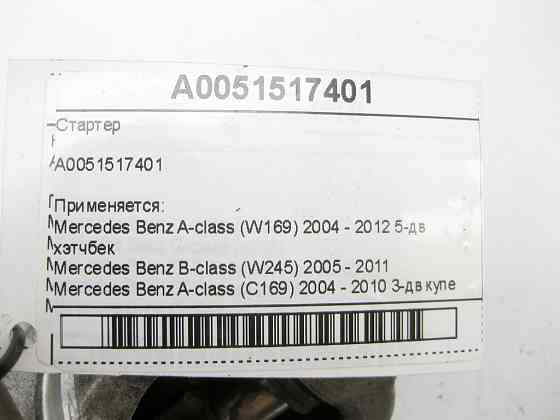 A0051517401
Стартер
A0051517401
Применяется:
Mercedes Benz A-class (W169) 2004 - 2012 5-дв
хэтчбек
Mercedes Benz B-class (W245) 2005 - 2011
Mercedes Benz A-class (C169) 2004 - 2010 3-дв купе